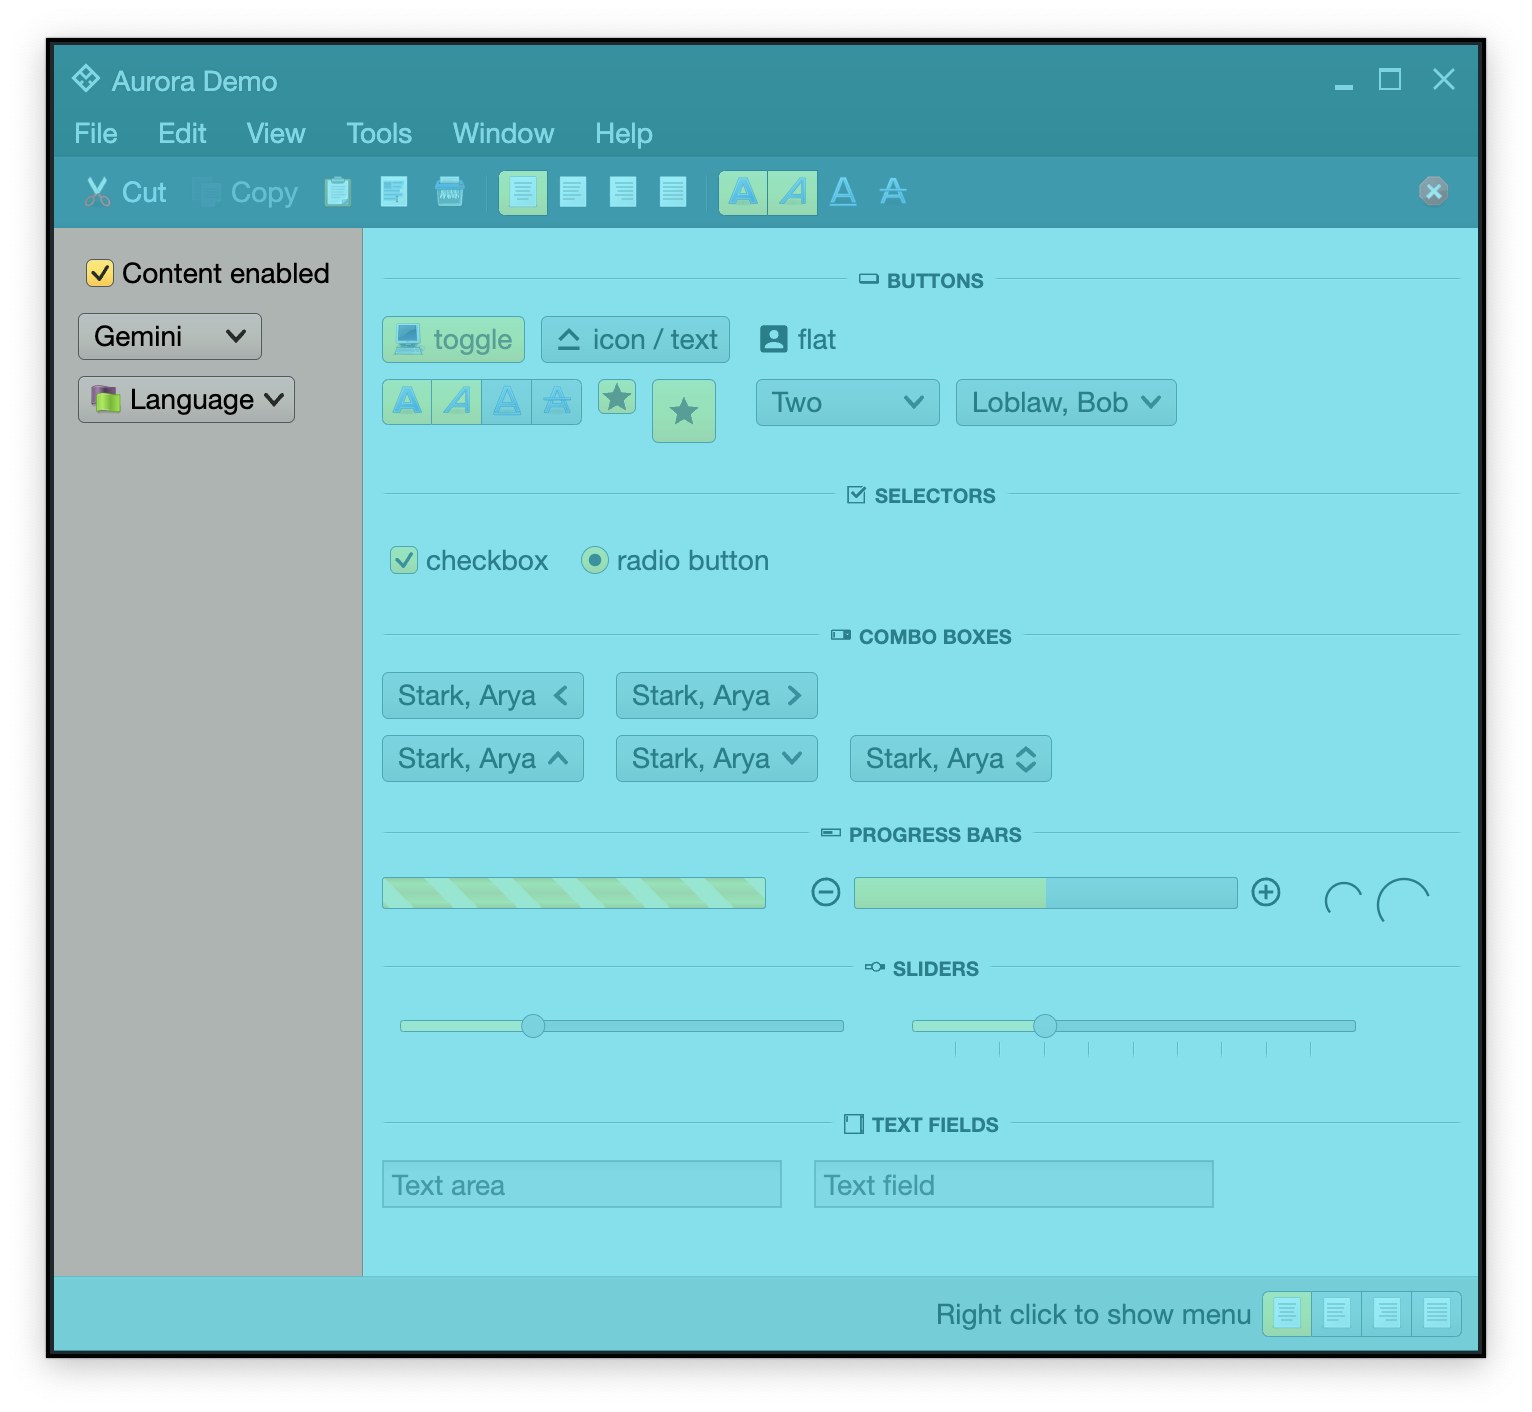 Aurora Demo
File Edit View Tools Window Help
Cut Copy A A A A
Content enabled
Gemini
Language
BUTTONS
toggle icon / text flat
A A A A Two Loblaw, Bob
SELECTORS
checkbox radio button
COMBO BOXES
Stark, Arya Stark, Arya
Stark, Arya Stark, Arya Stark, Arya
PROGRESS BARS
SLIDERS
TEXT FIELDS
Text area Text field
Right click to show menu